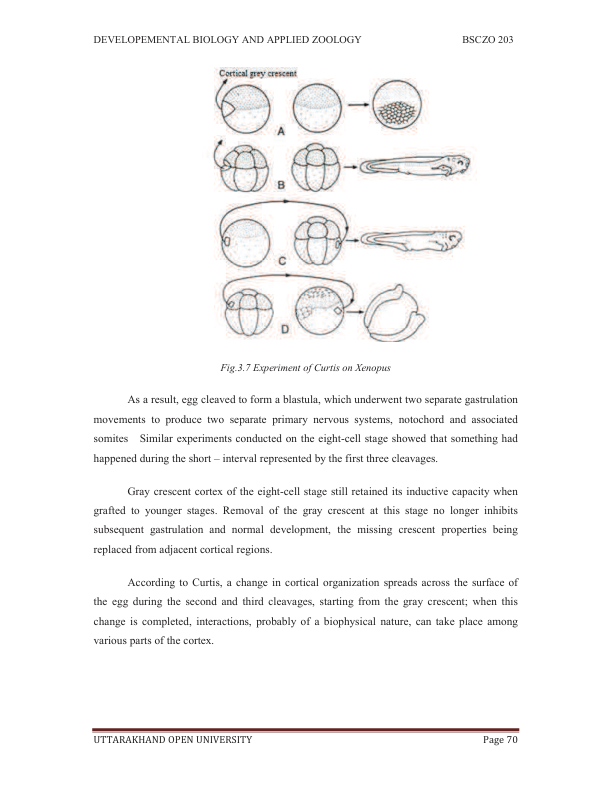 DEVELOPEMENTAL BIOLOGY AND APPLIED ZOOLOGY BSCZO 203
Cortical grey crescent
A
B
C
D
Fig.3.7 Experiment of Curtis on Xenopus
As a result, egg cleaved to form a blastula, which underwent two separate gastrulation
movements to produce two separate primary nervous systems, notochord and associated
somites Similar experiments conducted on the eight-cell stage showed that something had
happened during the short – interval represented by the first three cleavages.
Gray crescent cortex of the eight-cell stage still retained its inductive capacity when
grafted to younger stages. Removal of the gray crescent at this stage no longer inhibits
subsequent gastrulation and normal development, the missing crescent properties being
replaced from adjacent cortical regions.
According to Curtis, a change in cortical organization spreads across the surface of
the egg during the second and third cleavages, starting from the gray crescent; when this
change is completed, interactions, probably of a biophysical nature, can take place among
various parts of the cortex.
UTTARAKHAND OPEN UNIVERSITY Page 70